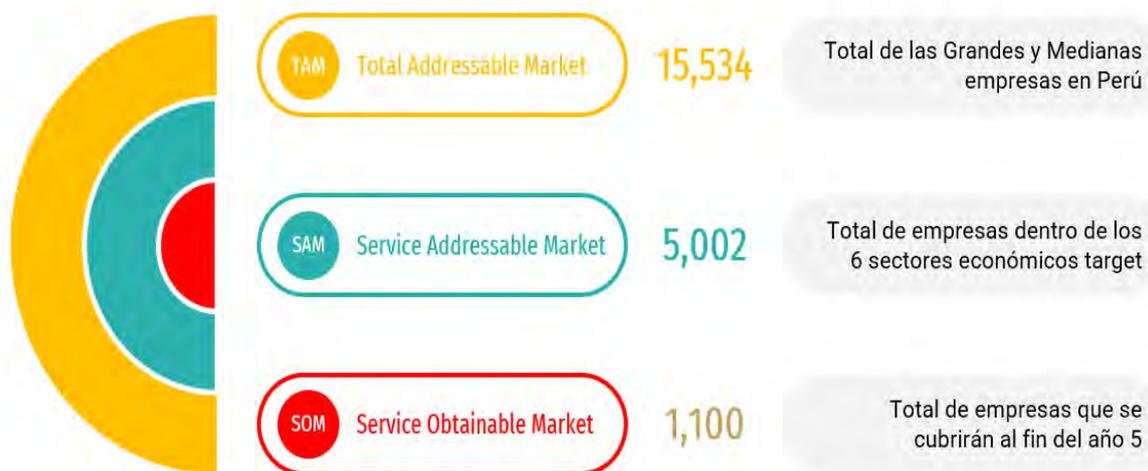 TAM Total Addressable Market 15,534 Total de las Grandes y Medianas
empresas en Perú
SAM Service Addressable Market 5,002 Total de empresas dentro de los
6 sectores económicos target
SOM Service Obtainable Market 1,100 Total de empresas que se
cubrirán al fin del año 5